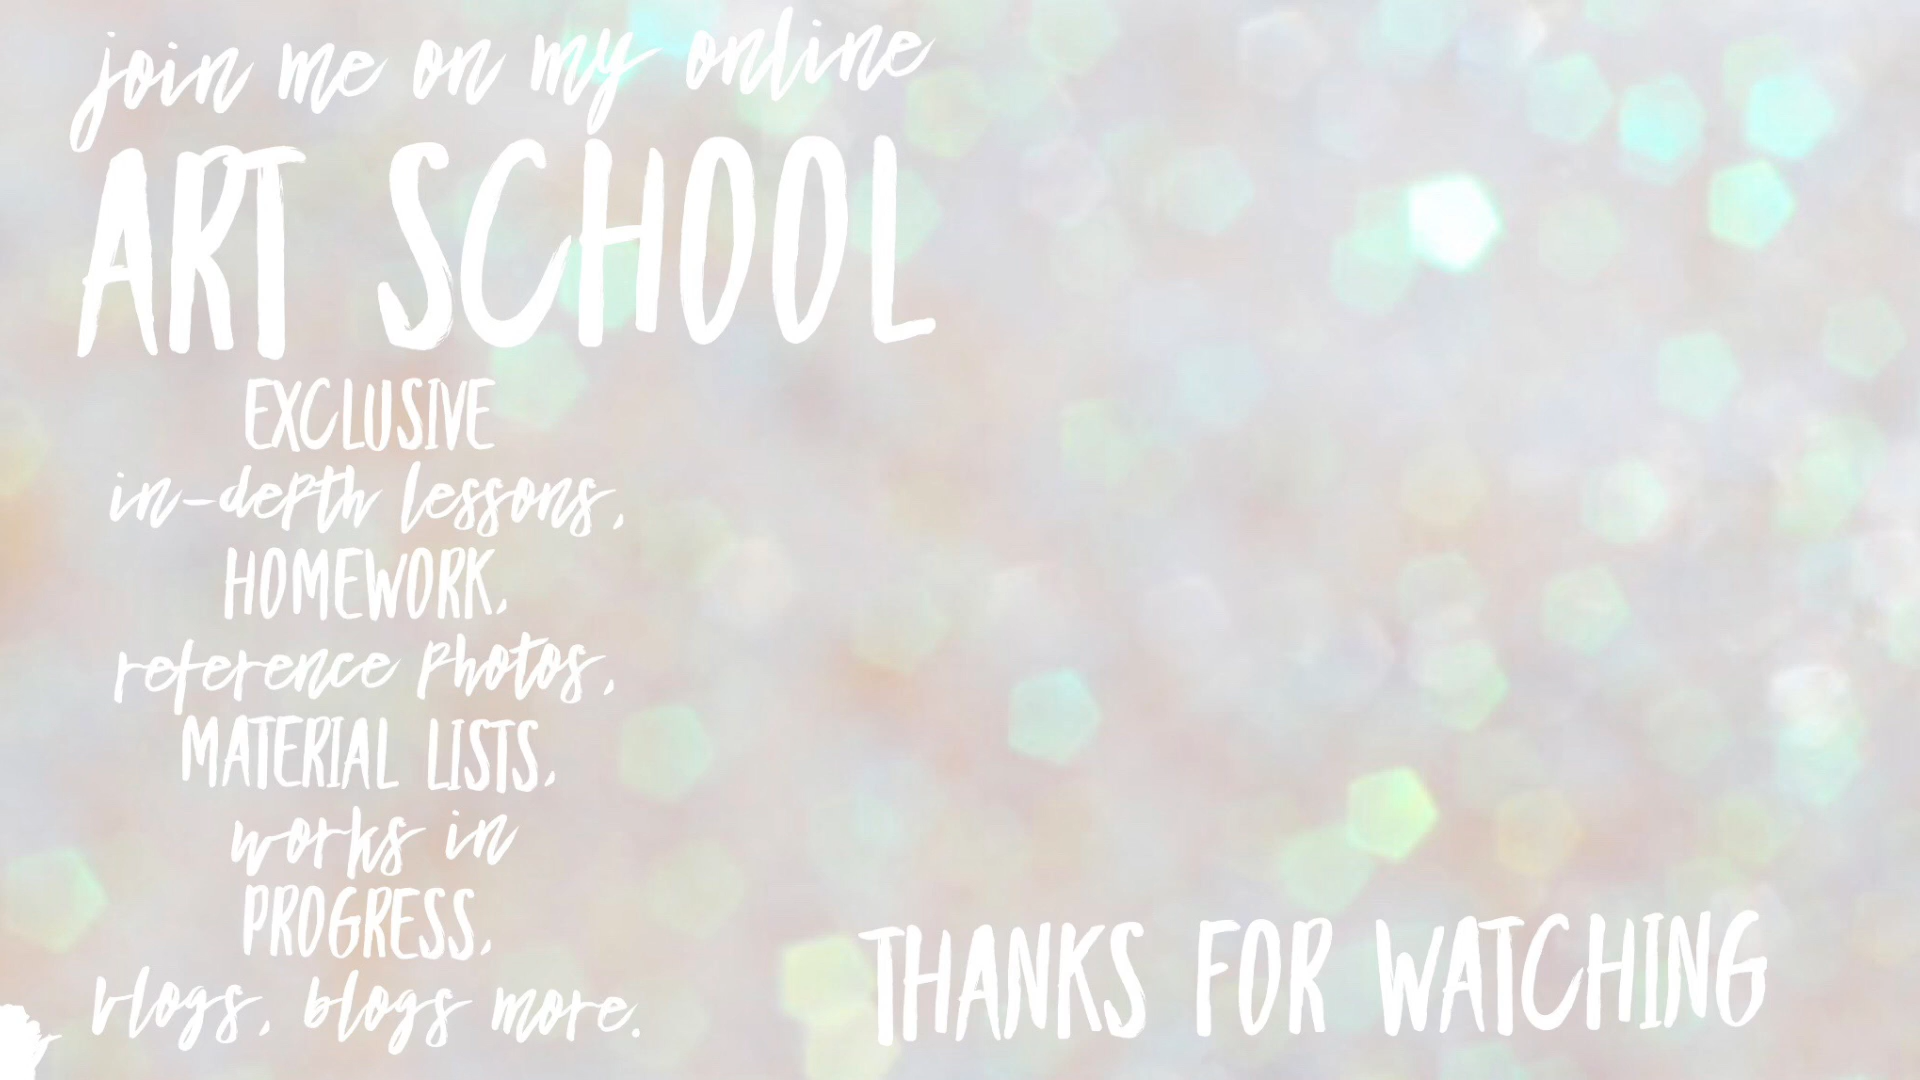 join me on my online
ART SCHOOL
EXCLUSIVE
in-depth lessons,
HOMEWORK,
reference photos,
MATERIAL LISTS,
works in
PROGRESS,
vlogs, blogs more.
THANKS FOR WATCHING